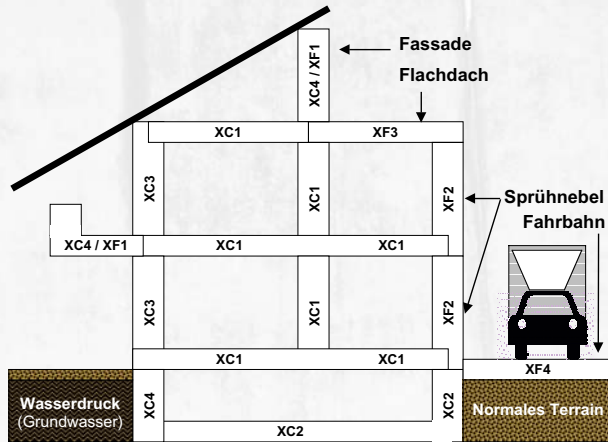 Fassade
XC4 / XF1
Flachdach
XC1
XF3
XC3
XC1
XF2
Sprühnebel
Fahrbahn
XC4 / XF1
XC1
XC1
XC3
XC1
XF2
XC1
XC1
XF4
Wasserdruck
(Grundwasser)
XC4
XC2
Normales Terrain
XC2